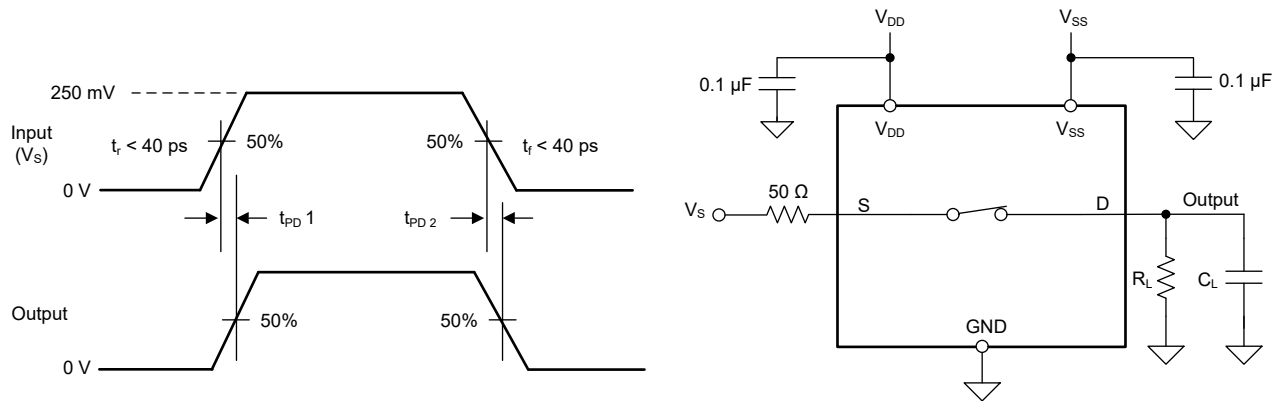 250 mV
Input
(VS)
tr < 40 ps
50%
50%
tf < 40 ps
0 V
tPD 1
tPD 2
Output
50%
50%
0 V
VDD
VSS
0.1 µF
0.1 µF
VDD
VSS
50 Ω
VS
S
D
Output
RL
CL
GND